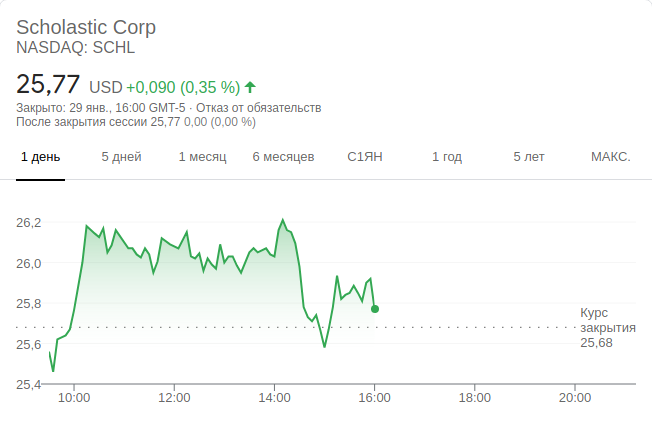 Scholastic Corp
NASDAQ: SCHL
25,77 USD +0,090 (0,35 %)
Закрыто: 29 янв., 16:00 GMT-5 · Отказ от обязательств
После закрытия сессии 25,77 0,00 (0,00 %)
1 день 5 дней 1 месяц 6 месяцев С1ЯН 1 год 5 лет МАКС.
26,2
26,0
25,8
Курс
закрытия
25,68
25,6
25,4
10:00 12:00 14:00 16:00 18:00 20:00